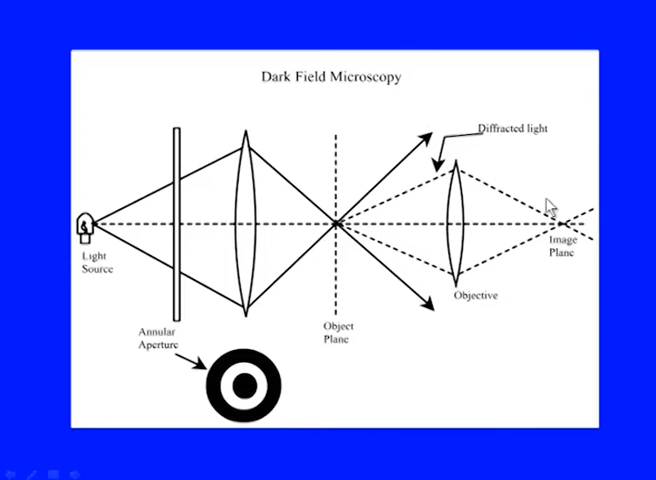 Dark Field Microscopy
Diffracted light
Light
Source
Image
Plane
Objective
Object
Plane
Annular
Aperture